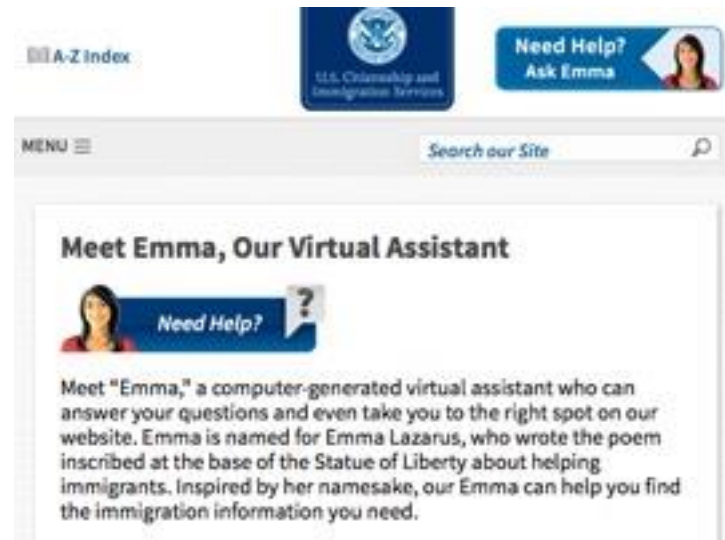 A-Z Index
U.S. Citizenship and
Immigration Services
Need Help?
Ask Emma
MENU
Search our Site
Meet Emma, Our Virtual Assistant
Need Help?
?
Meet "Emma," a computer-generated virtual assistant who can
answer your questions and even take you to the right spot on our
website. Emma is named for Emma Lazarus, who wrote the poem
inscribed at the base of the Statue of Liberty about helping
immigrants. Inspired by her namesake, our Emma can help you find
the immigration information you need.